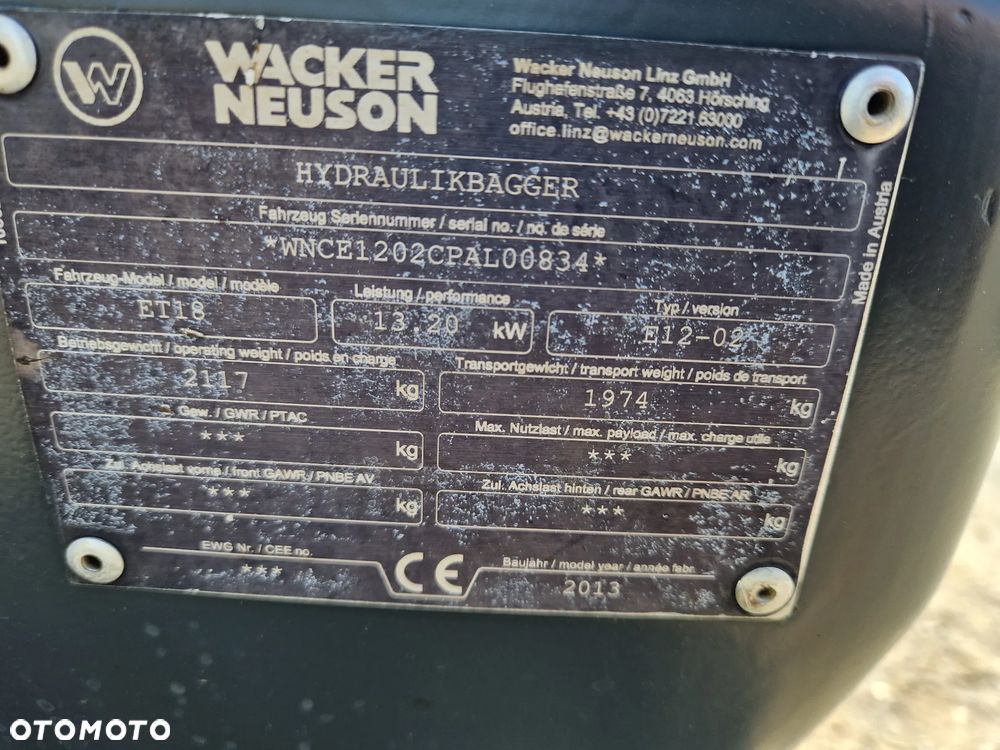 WACKER
NEUSON
Wacker Neuson Linz GmbH
Flughafenstraße 7, 4063 Hörsching
Austria, Tel. +43 (0)7221 63000
office.linz@wackerneuson.com
HYDRAULIKBAGGER
1
Fahrzeug Seriennummer / serial no. / no. de série
*WNCE1202CPAL00834*
Made in Austria
Fahrzeug-Model / model / modèle
Leistung / performance
Typ / version
ET18
13.20 kW
E12-02
Betriebsgewicht / operating weight / poids en charge
Transportgewicht / transport weight / poids de transport
2117 kg
1974 kg
Gew. / GWR / PTAC
Max. Nutzlast / max. payload / max. charge utile
*** kg
*** kg
Zul. Achslast vorne / front GAWR / PNBE AV
Zul. Achslast hinten / rear GAWR / PNBE AR
*** kg
*** kg
EWG Nr. / CEE no.
***
CE
Baujahr / model year / année fabr.
2013
OTOMOTO